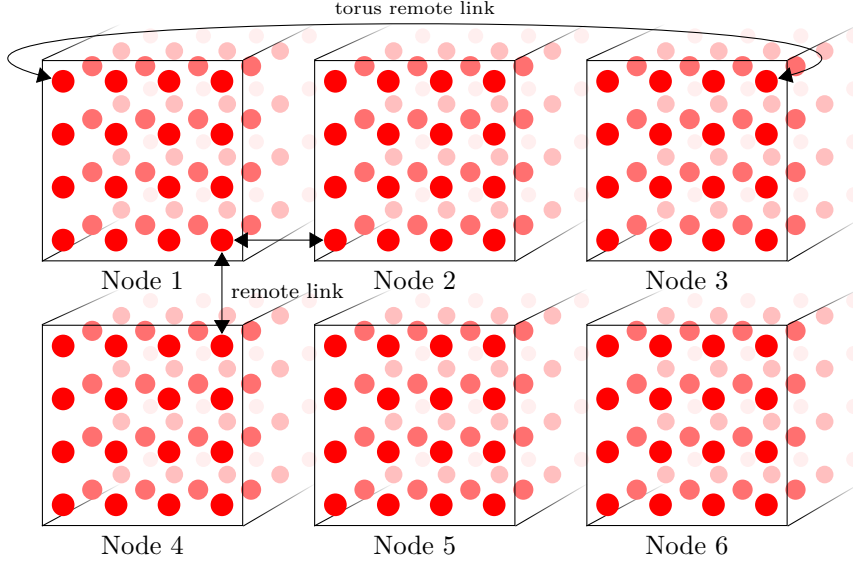 torus remote link
Node 1
Node 2
Node 3
remote link
Node 4
Node 5
Node 6